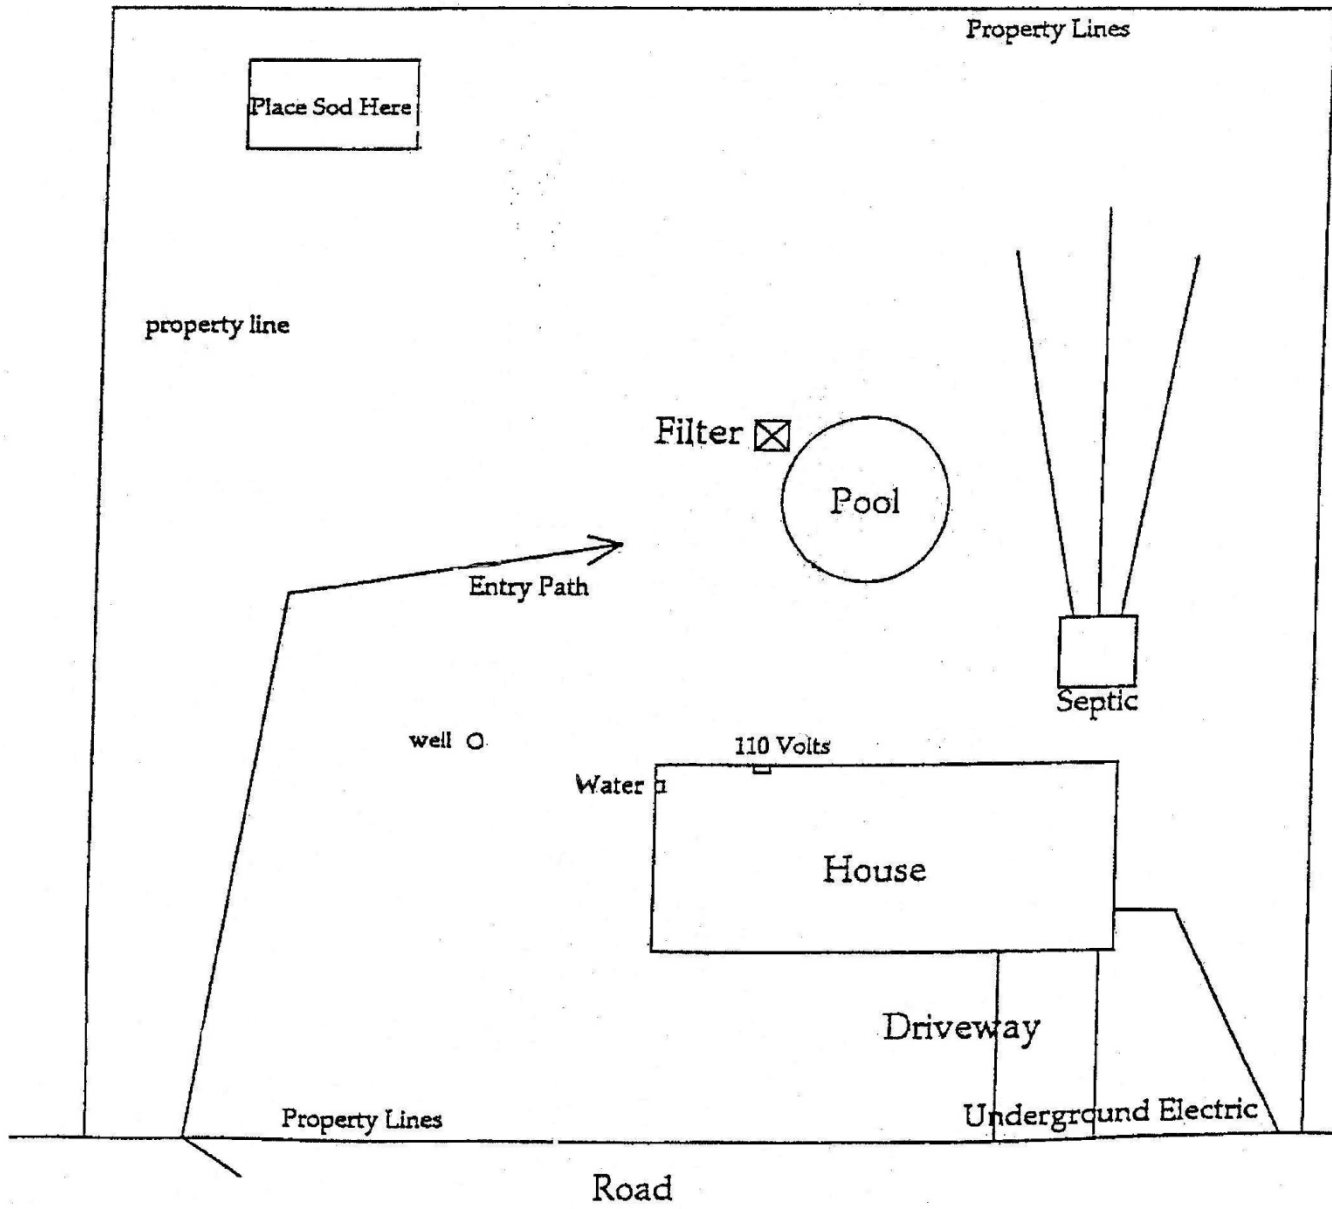 Property Lines
Place Sod Here
property line
Filter
Pool
Entry Path
Septic
well
110 Volts
Water
House
Driveway
Underground Electric
Property Lines
Road